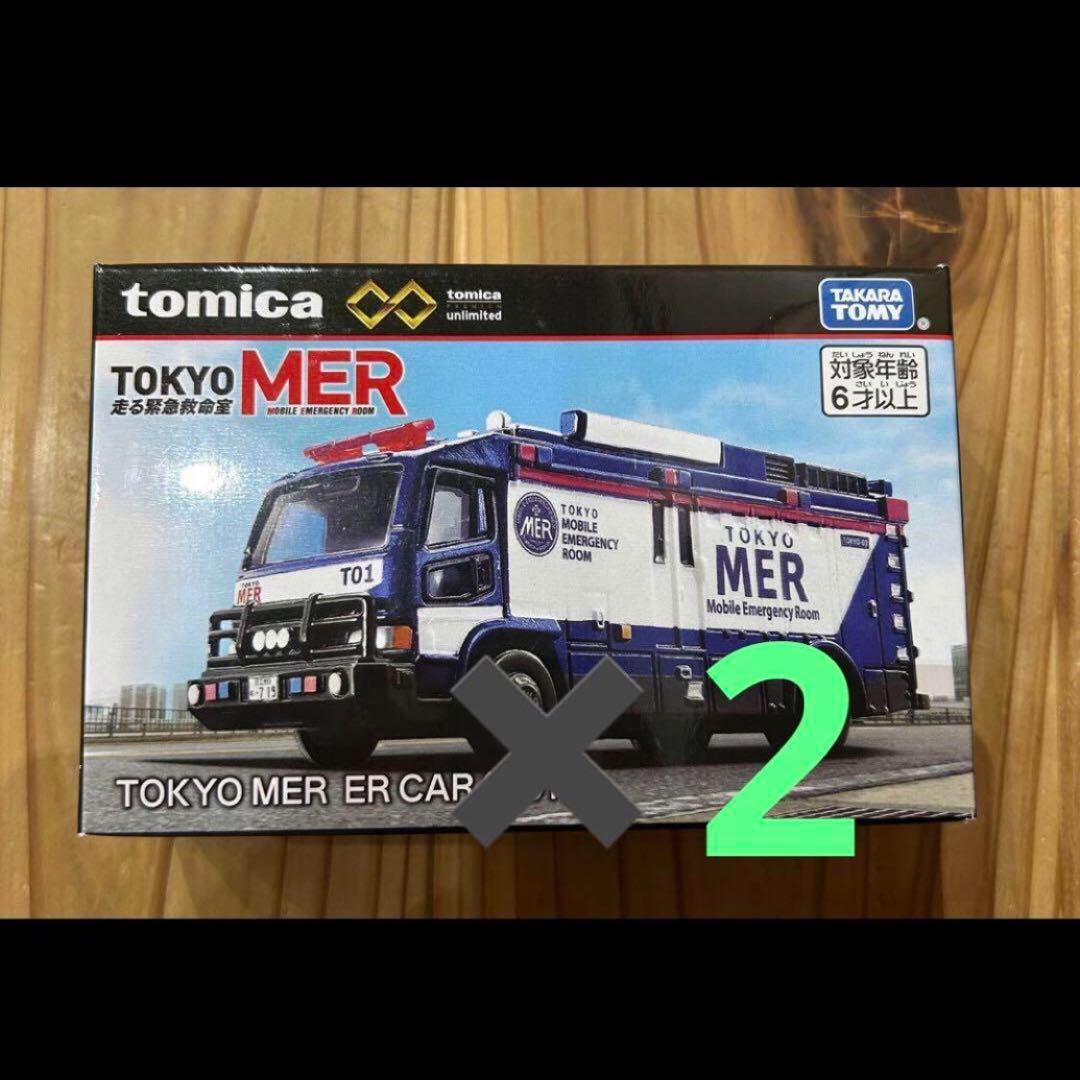 tomica
tomica
PREMIUM
unlimited
TAKARA
TOMY
TOKYO MER
走る緊急救命室
MOBILE EMERGENCY ROOM
たいしょうねんれい
対象年齢
さいいじょう
6才以上
MER
TOKYO
MOBILE
EMERGENCY
ROOM
TOKYO
MER
Mobile Emergency Room
T01
TOKYO
MER
・719
TOKYO MER ER CAR
✖2